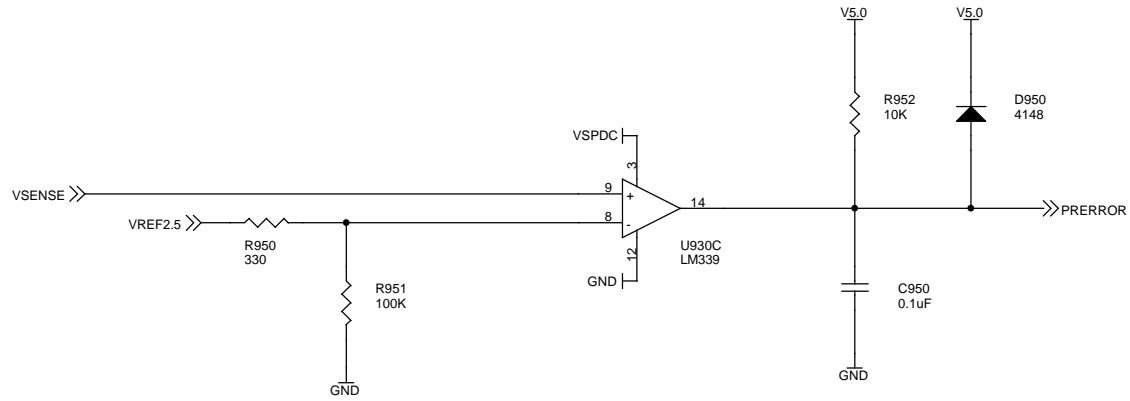 V5.0
V5.0
R952
10K
D950
4148
VSPDC
3
VSENSE
9
+
14
PRERROR
VREF2.5
8
-
R950
330
12
U930C
LM339
GND
R951
100K
C950
0.1uF
GND
GND